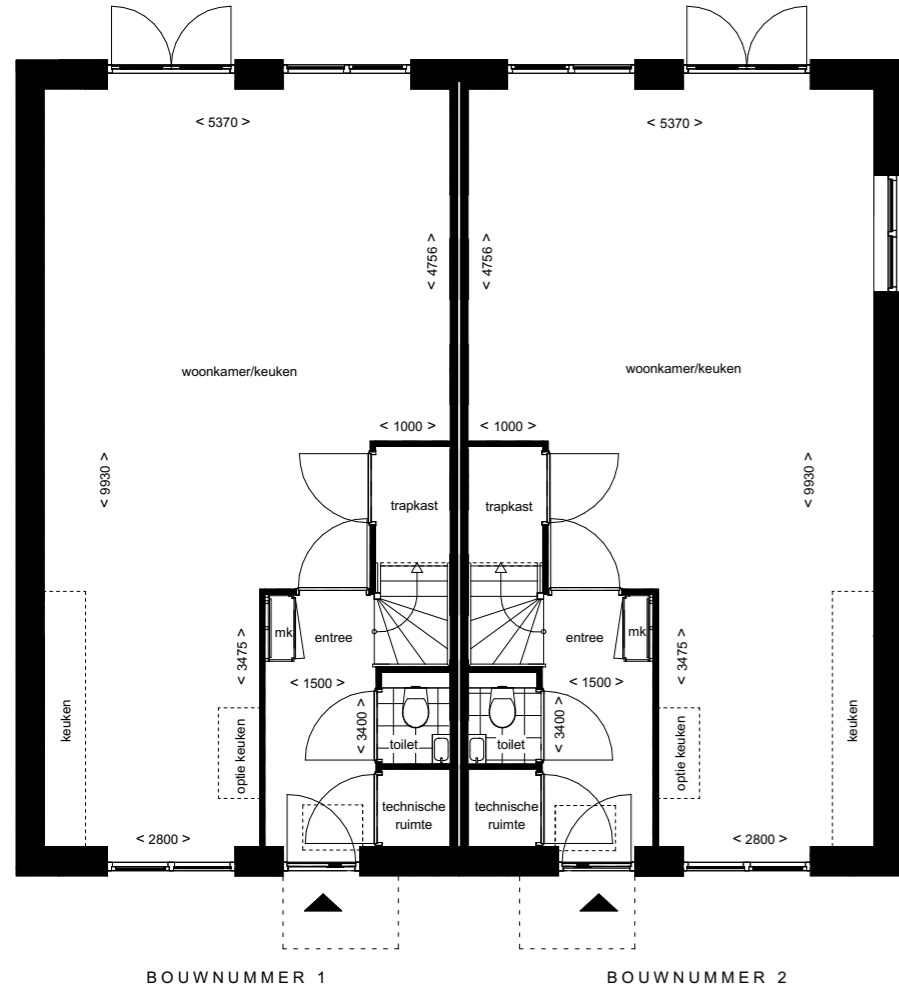 < 5370 >
< 5370 >
< 4756 >
< 4756 >
woonkamer/keuken
woonkamer/keuken
< 1000 >
< 1000 >
< 9930 >
< 9930 >
trapkast
trapkast
mk
entree
entree
mk
< 3475 >
< 3475 >
< 1500 >
< 1500 >
keuken
optie keuken
< 3400 >
toilet
toilet
< 3400 >
optie keuken
keuken
technische
ruimte
technische
ruimte
< 2800 >
< 2800 >
BOUWNUMMER 1
BOUWNUMMER 2